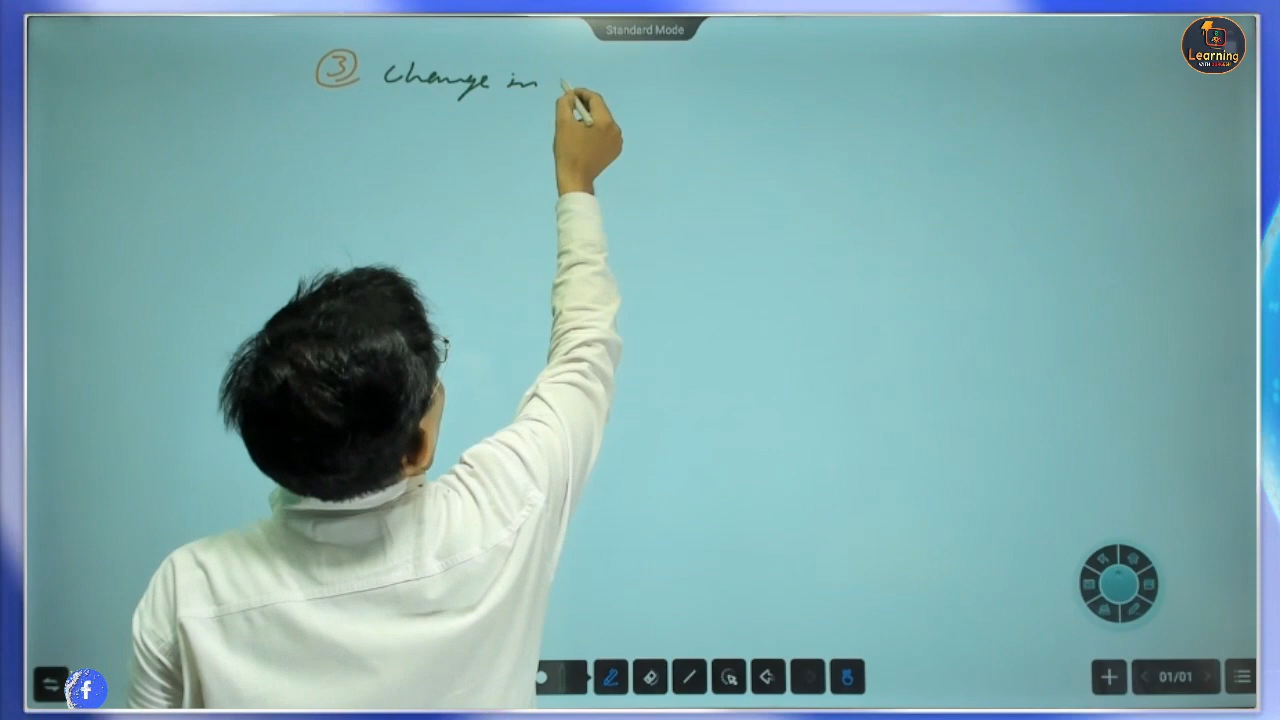 Standard Mode
③ Change in
Learning
01/01